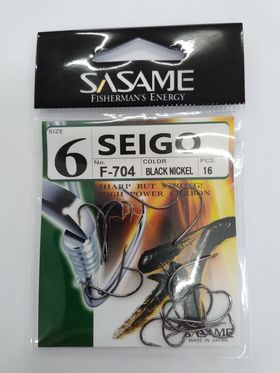 SASAME
FISHERMAN'S ENERGY
SIZE
6
SEIGO
No.
F-704
COLOR
BLACK NICKEL
PCS.
16
SHARP BUT STRONG!
HIGH POWER CARBON
SASAME
MADE IN JAPAN